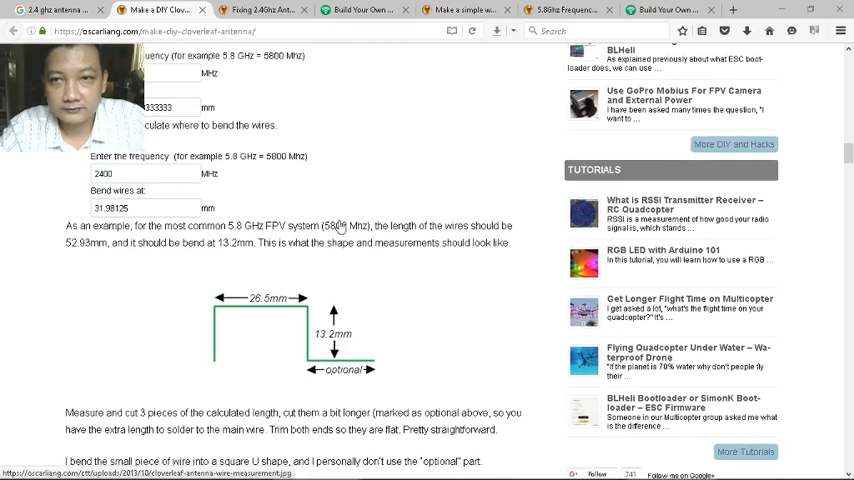 2.4 ghz antenna
Make a DIY Clov
Fixing 2.4Ghz Ant
Build Your Own
Make a simple w
5.8Ghz Frequenc
Build Your Own
https://oscarliang.com/make-diy-cloverleaf-antenna/
Search
uency (for example 5.8 GHz = 5800 MHz)
MHz
333333
mm
culate where to bend the wires.
Enter the frequency (for example 5.8 GHz = 5800 MHz)
2400
MHz
Bend wires at:
31.98125
mm
As an example, for the most common 5.8 GHz FPV system (5800 Mhz), the length of the wires should be
52.93mm, and it should be bend at 13.2mm. This is what the shape and measurements should look like.
26.5mm
13.2mm
optional
Measure and cut 3 pieces of the calculated length, cut them a bit longer (marked as optional above, so you
have the extra length to solder to the main wire. Trim both ends so they are flat. Pretty straightforward.
I bend the small piece of wire into a square U shape, and I personally don't use the "optional" part.
https://oscarliang.com/ctt/uploads/2013/10/cloverleaf-antenna-wire-measurement.jpg
BLHeli
As explained previously about what ESC boot-
loader does, we can use ...
Use GoPro Mobius For FPV Camera
and External Power
I have been asked many times the question, "I
want to ...
More DIY and Hacks
TUTORIALS
What is RSSI Transmitter Receiver –
RC Quadcopter
RSSI is a measurement of how good your radio
signal is, which stands ...
RGB LED with Arduino 101
In this tutorial, you will learn how to use a RGB ...
Get Longer Flight Time on Multicopter
I get asked a lot, "what's the flight time on your
quadcopter?" It's ...
Flying Quadcopter Under Water – Wa-
terproof Drone
"if the planet is 70% water why don't people fly
their ...
BLHeli Bootloader or SimonK Boot-
loader – ESC Firmware
Someone in our Multicopter group asked me what
is the difference ...
More Tutorials
Follow
741
Follow me on Google+